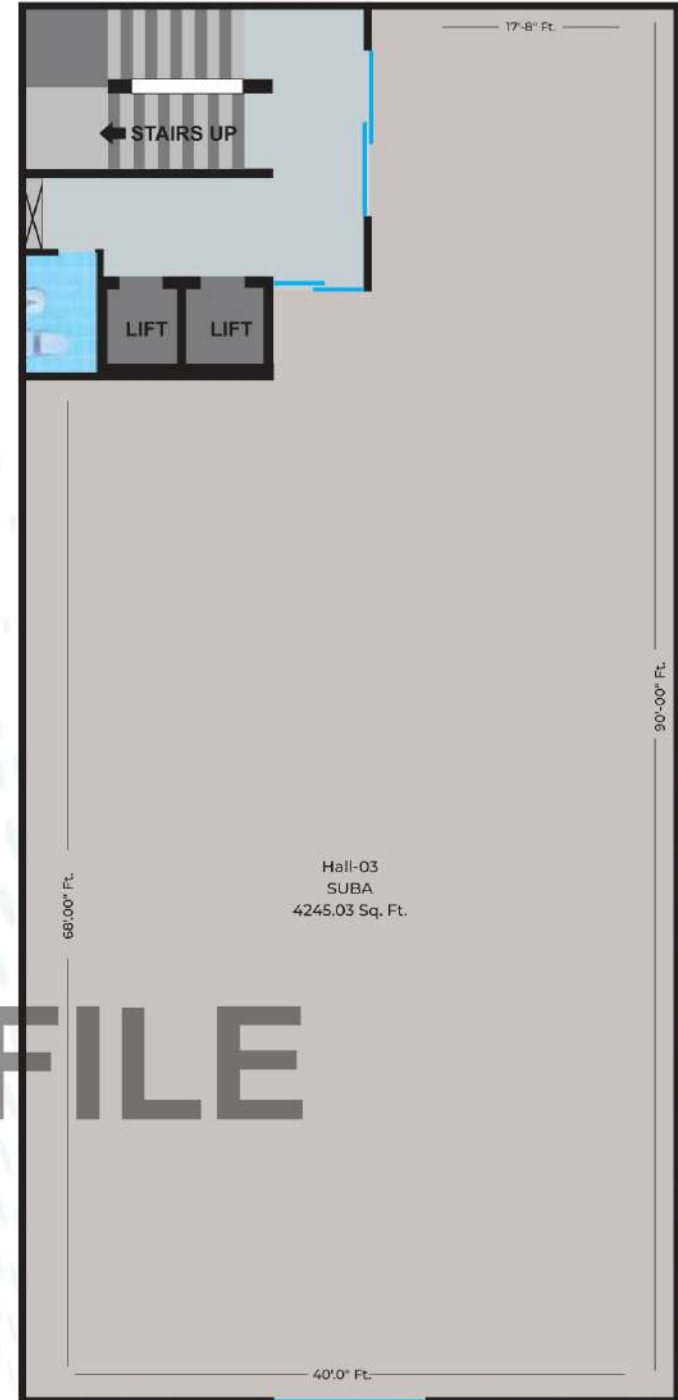 17'-8" Ft.
STAIRS UP
LIFT
LIFT
90'-00" Ft.
Hall-03
SUBA
4245.03 Sq. Ft.
68'.00" Ft.
FILE
40'.0" Ft.